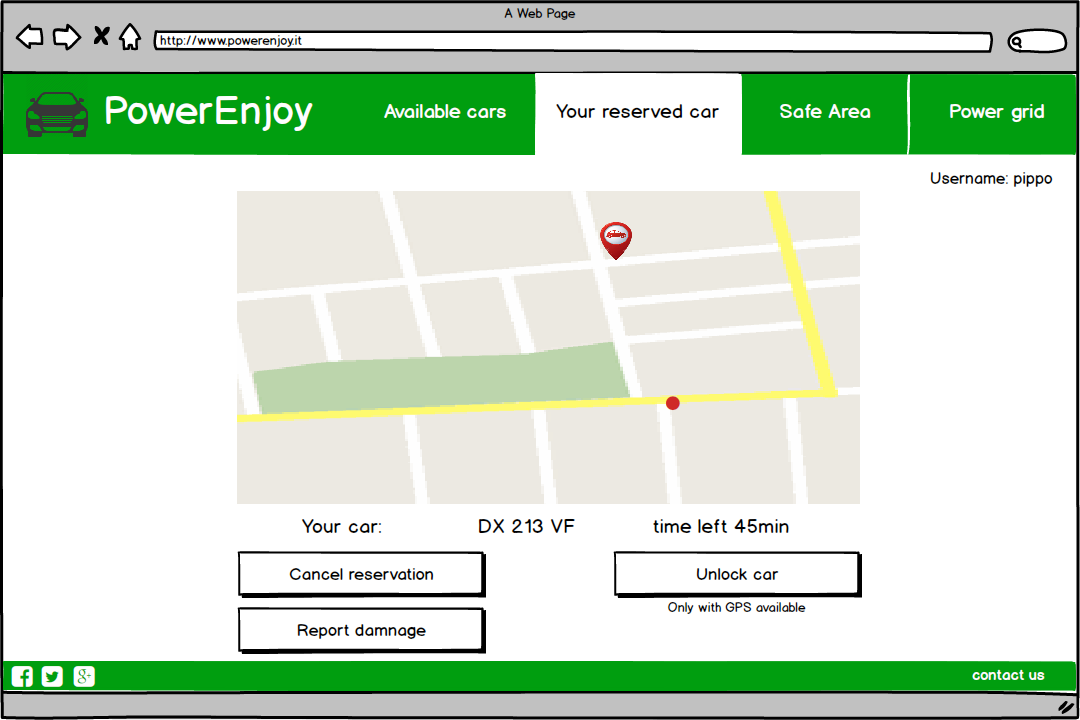 A Web Page
http://www.powerenjoy.it
PowerEnjoy
Available cars
Your reserved car
Safe Area
Power grid
Username: pippo
Your car:
DX 213 VF
time left 45min
Cancel reservation
Unlock car
Only with GPS available
Report damnage
contact us